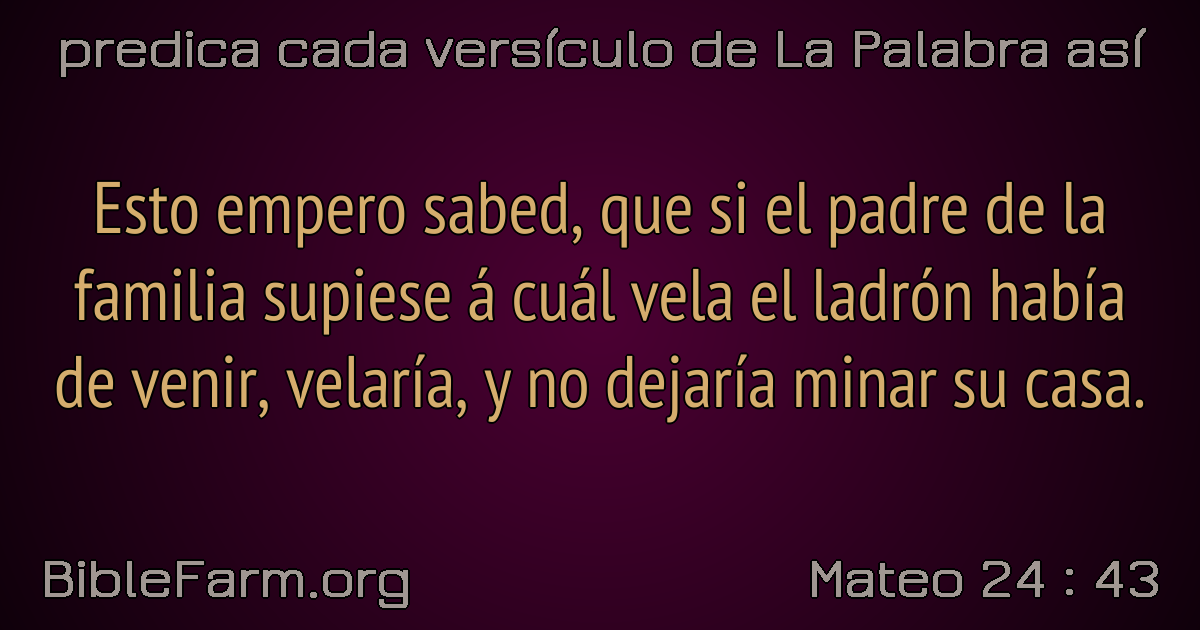 predica cada versículo de La Palabra así
Esto empero sabed, que si el padre de la
familia supiese á cuál vela el ladrón había
de venir, velaría, y no dejaría minar su casa.
BibleFarm.org
Mateo 24 : 43